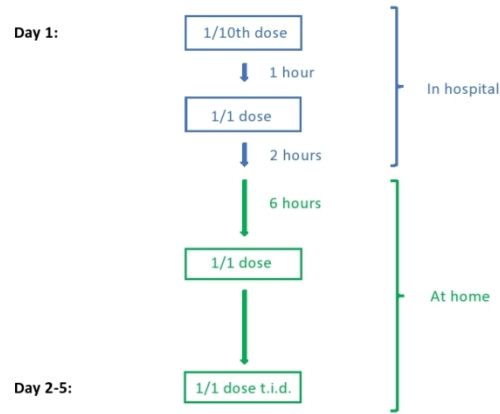 Day 1:
1/10th dose
1 hour
1/1 dose
In hospital
2 hours
6 hours
1/1 dose
At home
Day 2-5:
1/1 dose t.i.d.